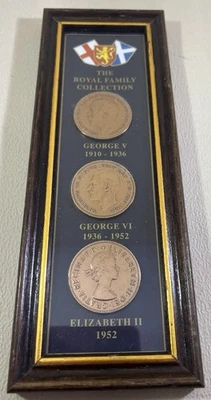 THE
ROYAL FAMILY
COLLECTION
GEORGE V
1910 - 1936
GEORGE VI
1936 - 1952
ELIZABETH II
1952